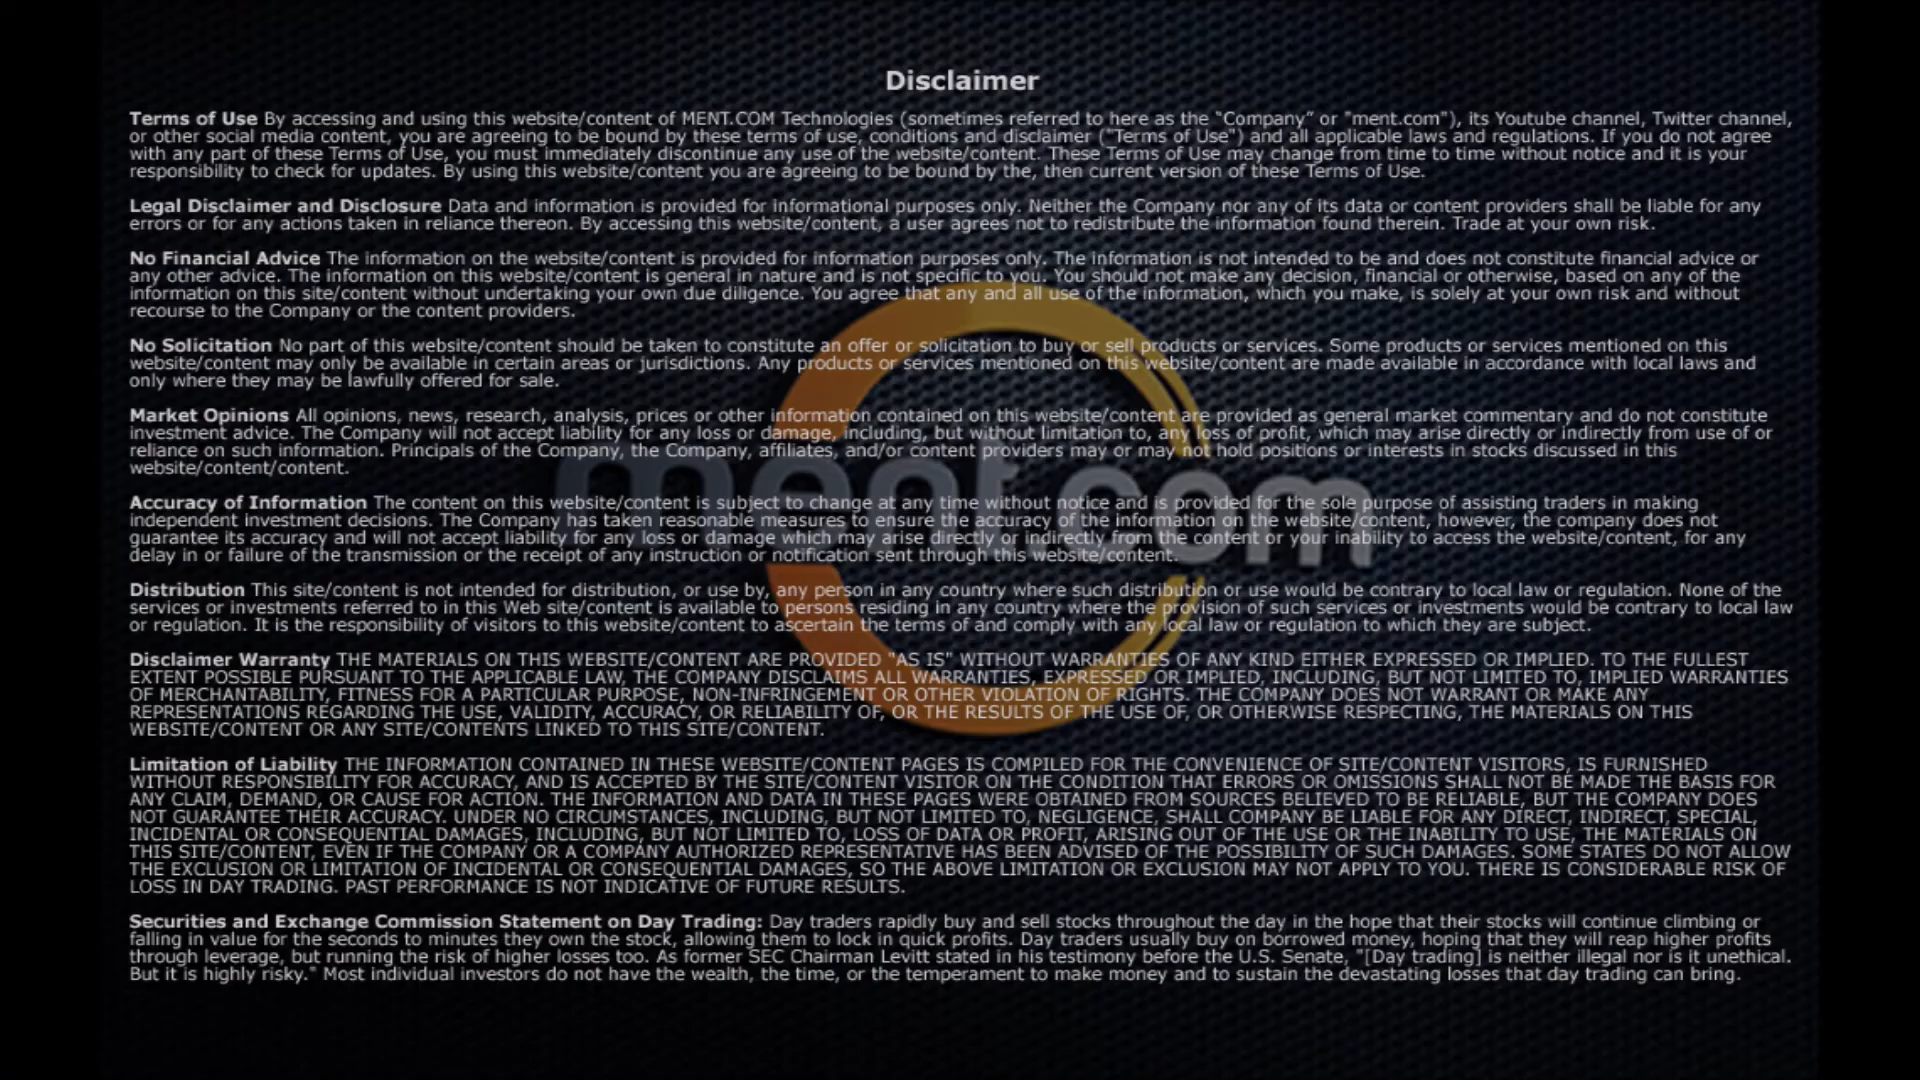 Disclaimer
Terms of Use By accessing and using this website/content of MENT.COM Technologies (sometimes referred to here as the "Company" or "ment.com"), its Youtube channel, Twitter channel,
or other social media content, you are agreeing to be bound by these terms of use, conditions and disclaimer ("Terms of Use") and all applicable laws and regulations. If you do not agree
with any part of these Terms of Use, you must immediately discontinue any use of the website/content. These Terms of Use may change from time to time without notice and it is your
responsibility to check for updates. By using this website/content you are agreeing to be bound by the, then current version of these Terms of Use.
Legal Disclaimer and Disclosure Data and information is provided for informational purposes only. Neither the Company nor any of its data or content providers shall be liable for any
errors or for any actions taken in reliance thereon. By accessing this website/content, a user agrees not to redistribute the information found therein. Trade at your own risk.
No Financial Advice The information on the website/content is provided for information purposes only. The information is not intended to be and does not constitute financial advice or
any other advice. The information on this website/content is general in nature and is not specific to you. You should not make any decision, financial or otherwise, based on any of the
information on this site/content without undertaking your own due diligence. You agree that any and all use of the information, which you make, is solely at your own risk and without
recourse to the Company or the content providers.
No Solicitation No part of this website/content should be taken to constitute an offer or solicitation to buy or sell products or services. Some products or services mentioned on this
website/content may only be available in certain areas or jurisdictions. Any products or services mentioned on this website/content are made available in accordance with local laws and
only where they may be lawfully offered for sale.
Market Opinions All opinions, news, research, analysis, prices or other information contained on this website/content are provided as general market commentary and do not constitute
investment advice. The Company will not accept liability for any loss or damage, including, but without limitation to, any loss of profit, which may arise directly or indirectly from use of or
reliance on such information. Principals of the Company, the Company, affiliates, and/or content providers may or may not hold positions or interests in stocks discussed in this
website/content/content.
ment.com
Accuracy of Information The content on this website/content is subject to change at any time without notice and is provided for the sole purpose of assisting traders in making
independent investment decisions. The Company has taken reasonable measures to ensure the accuracy of the information on the website/content, however, the company does not
guarantee its accuracy and will not accept liability for any loss or damage which may arise directly or indirectly from the content or your inability to access the website/content, for any
delay in or failure of the transmission or the receipt of any instruction or notification sent through this website/content.
Distribution This site/content is not intended for distribution, or use by, any person in any country where such distribution or use would be contrary to local law or regulation. None of the
services or investments referred to in this Web site/content is available to persons residing in any country where the provision of such services or investments would be contrary to local law
or regulation. It is the responsibility of visitors to this website/content to ascertain the terms of and comply with any local law or regulation to which they are subject.
Disclaimer Warranty THE MATERIALS ON THIS WEBSITE/CONTENT ARE PROVIDED "AS IS" WITHOUT WARRANTIES OF ANY KIND EITHER EXPRESSED OR IMPLIED. TO THE FULLEST
EXTENT POSSIBLE PURSUANT TO THE APPLICABLE LAW, THE COMPANY DISCLAIMS ALL WARRANTIES, EXPRESSED OR IMPLIED, INCLUDING, BUT NOT LIMITED TO, IMPLIED WARRANTIES
OF MERCHANTABILITY, FITNESS FOR A PARTICULAR PURPOSE, NON-INFRINGEMENT OR OTHER VIOLATION OF RIGHTS. THE COMPANY DOES NOT WARRANT OR MAKE ANY
REPRESENTATIONS REGARDING THE USE, VALIDITY, ACCURACY, OR RELIABILITY OF, OR THE RESULTS OF THE USE OF, OR OTHERWISE RESPECTING, THE MATERIALS ON THIS
WEBSITE/CONTENT OR ANY SITE/CONTENTS LINKED TO THIS SITE/CONTENT.
Limitation of Liability THE INFORMATION CONTAINED IN THESE WEBSITE/CONTENT PAGES IS COMPILED FOR THE CONVENIENCE OF SITE/CONTENT VISITORS, IS FURNISHED
WITHOUT RESPONSIBILITY FOR ACCURACY, AND IS ACCEPTED BY THE SITE/CONTENT VISITOR ON THE CONDITION THAT ERRORS OR OMISSIONS SHALL NOT BE MADE THE BASIS FOR
ANY CLAIM, DEMAND, OR CAUSE FOR ACTION. THE INFORMATION AND DATA IN THESE PAGES WERE OBTAINED FROM SOURCES BELIEVED TO BE RELIABLE, BUT THE COMPANY DOES
NOT GUARANTEE THEIR ACCURACY. UNDER NO CIRCUMSTANCES, INCLUDING, BUT NOT LIMITED TO, NEGLIGENCE, SHALL COMPANY BE LIABLE FOR ANY DIRECT, INDIRECT, SPECIAL,
INCIDENTAL OR CONSEQUENTIAL DAMAGES, INCLUDING, BUT NOT LIMITED TO, LOSS OF DATA OR PROFIT, ARISING OUT OF THE USE OR THE INABILITY TO USE, THE MATERIALS ON
THIS SITE/CONTENT, EVEN IF THE COMPANY OR A COMPANY AUTHORIZED REPRESENTATIVE HAS BEEN ADVISED OF THE POSSIBILITY OF SUCH DAMAGES. SOME STATES DO NOT ALLOW
THE EXCLUSION OR LIMITATION OF INCIDENTAL OR CONSEQUENTIAL DAMAGES, SO THE ABOVE LIMITATION OR EXCLUSION MAY NOT APPLY TO YOU. THERE IS CONSIDERABLE RISK OF
LOSS IN DAY TRADING. PAST PERFORMANCE IS NOT INDICATIVE OF FUTURE RESULTS.
Securities and Exchange Commission Statement on Day Trading: Day traders rapidly buy and sell stocks throughout the day in the hope that their stocks will continue climbing or
falling in value for the seconds to minutes they own the stock, allowing them to lock in quick profits. Day traders usually buy on borrowed money, hoping that they will reap higher profits
through leverage, but running the risk of higher losses too. As former SEC Chairman Levitt stated in his testimony before the U.S. Senate, "[Day trading] is neither illegal nor is it unethical.
But it is highly risky." Most individual investors do not have the wealth, the time, or the temperament to make money and to sustain the devastating losses that day trading can bring.